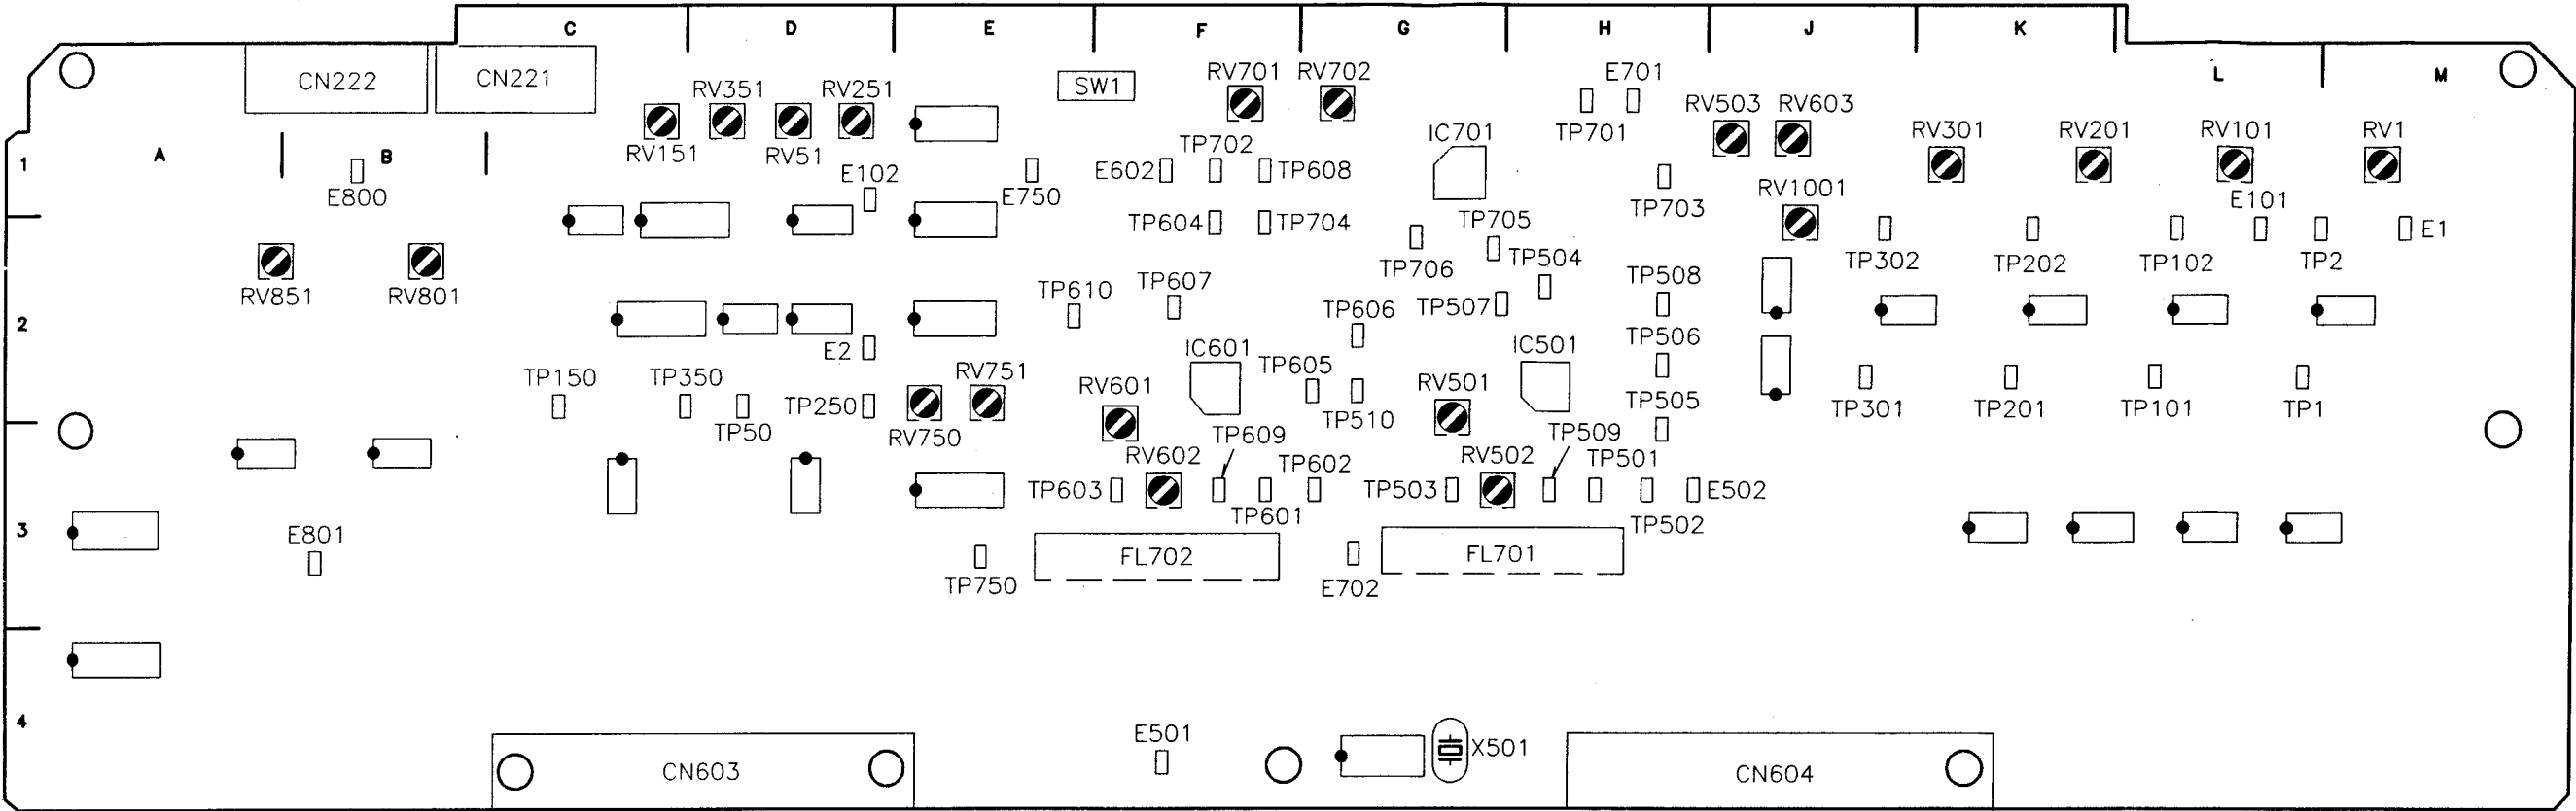 C D E F G H J K
L M
CN222 CN221 SW1 RV701 RV702 E701
RV351 RV251
RV503 RV603
TP701
IC701
RV301 RV201 RV101 RV1
TP702
RV151 RV51
1 A B
E602 TP608
E102
E800 E750
RV1001
E101
TP703
TP604 TP704 TP705
E1
TP504
TP302 TP202 TP102 TP2
TP706
TP508
TP607
TP610
RV851 RV801
TP507
TP606
2
TP506
E2 IC601 IC501
TP605
RV751
TP150 TP350 RV601 RV501
TP505
TP250
TP301 TP201 TP101 TP1
TP510
TP50 RV750
TP609 TP509
RV602 TP602 RV502 TP501
TP603 TP503 E502
TP601
TP502
3 E801
FL702 FL701
TP750 E702
4
E501
X501
CN603 CN604